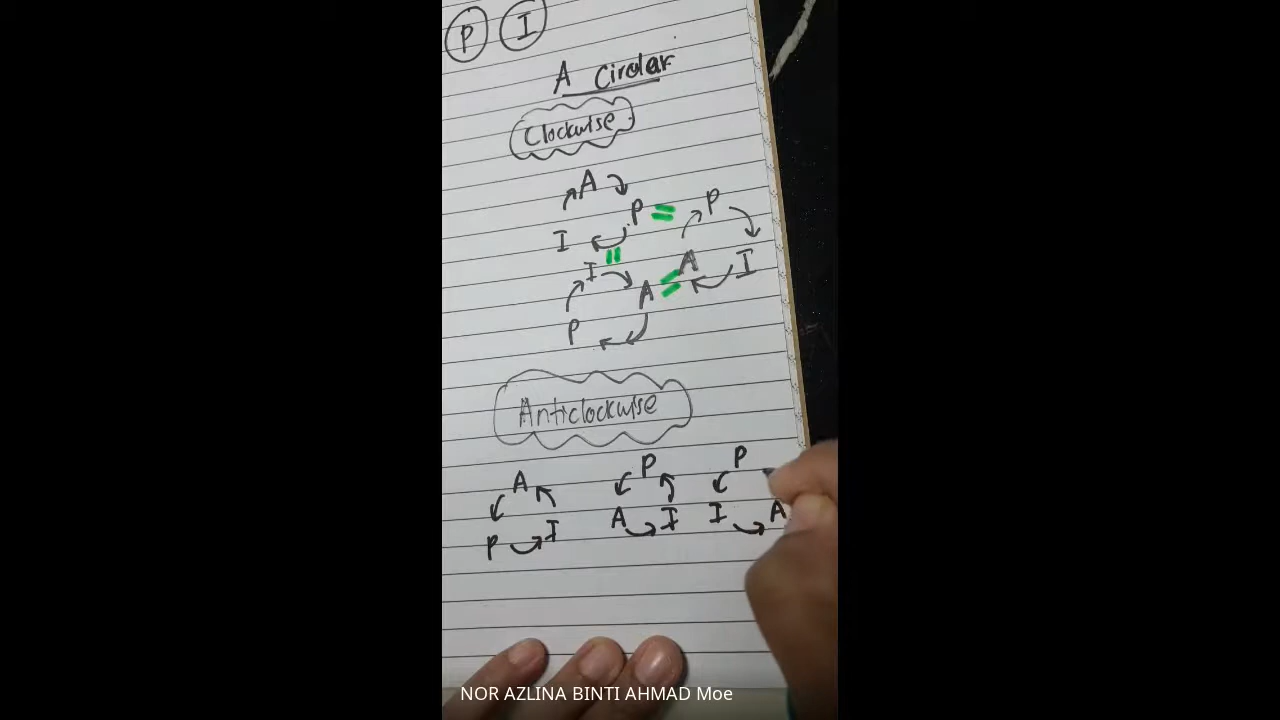 P I
A Circular
Clockwise
A
P = P
I
I A I
A
P
Anticlockwise
A P P
P I A I I A
NOR AZLINA BINTI AHMAD Moe